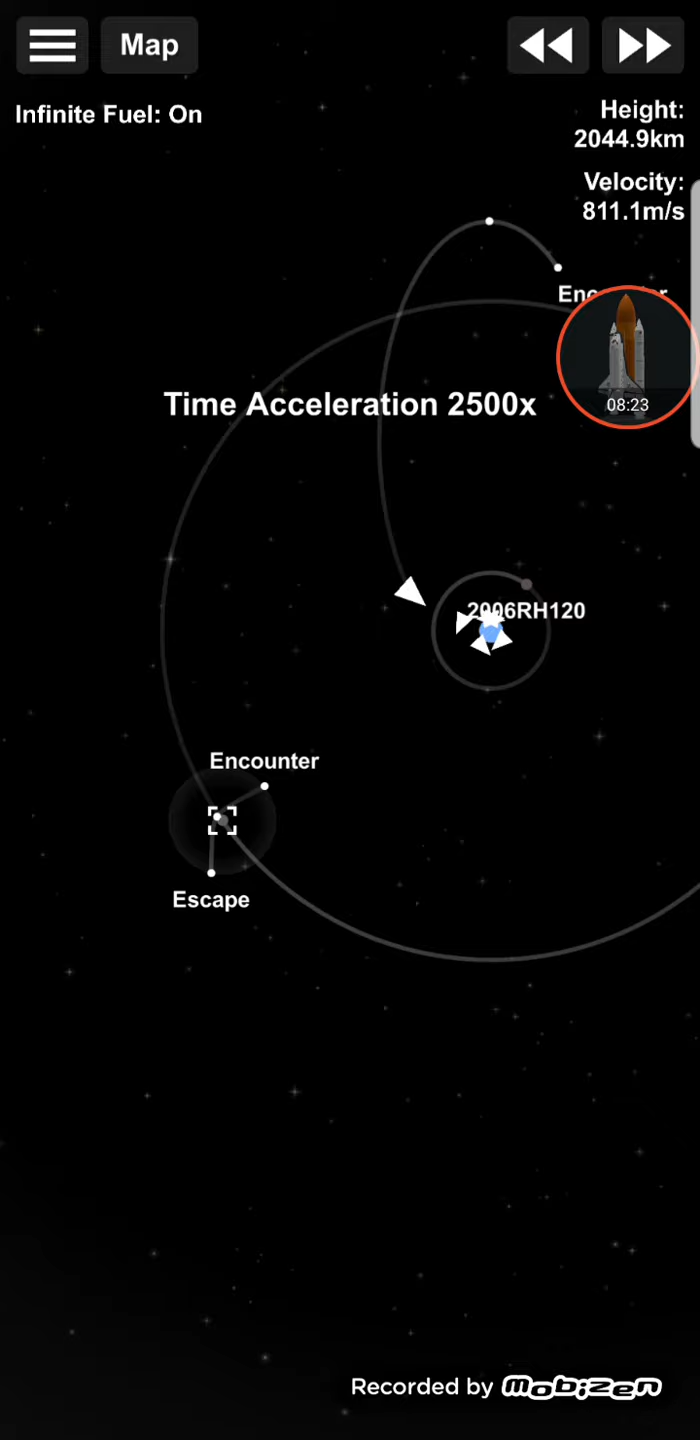 Map
Infinite Fuel: On
Height:
2044.9km
Velocity:
811.1m/s
08:23
Time Acceleration 2500x
2006RH120
Encounter
Escape
Recorded by mobizen